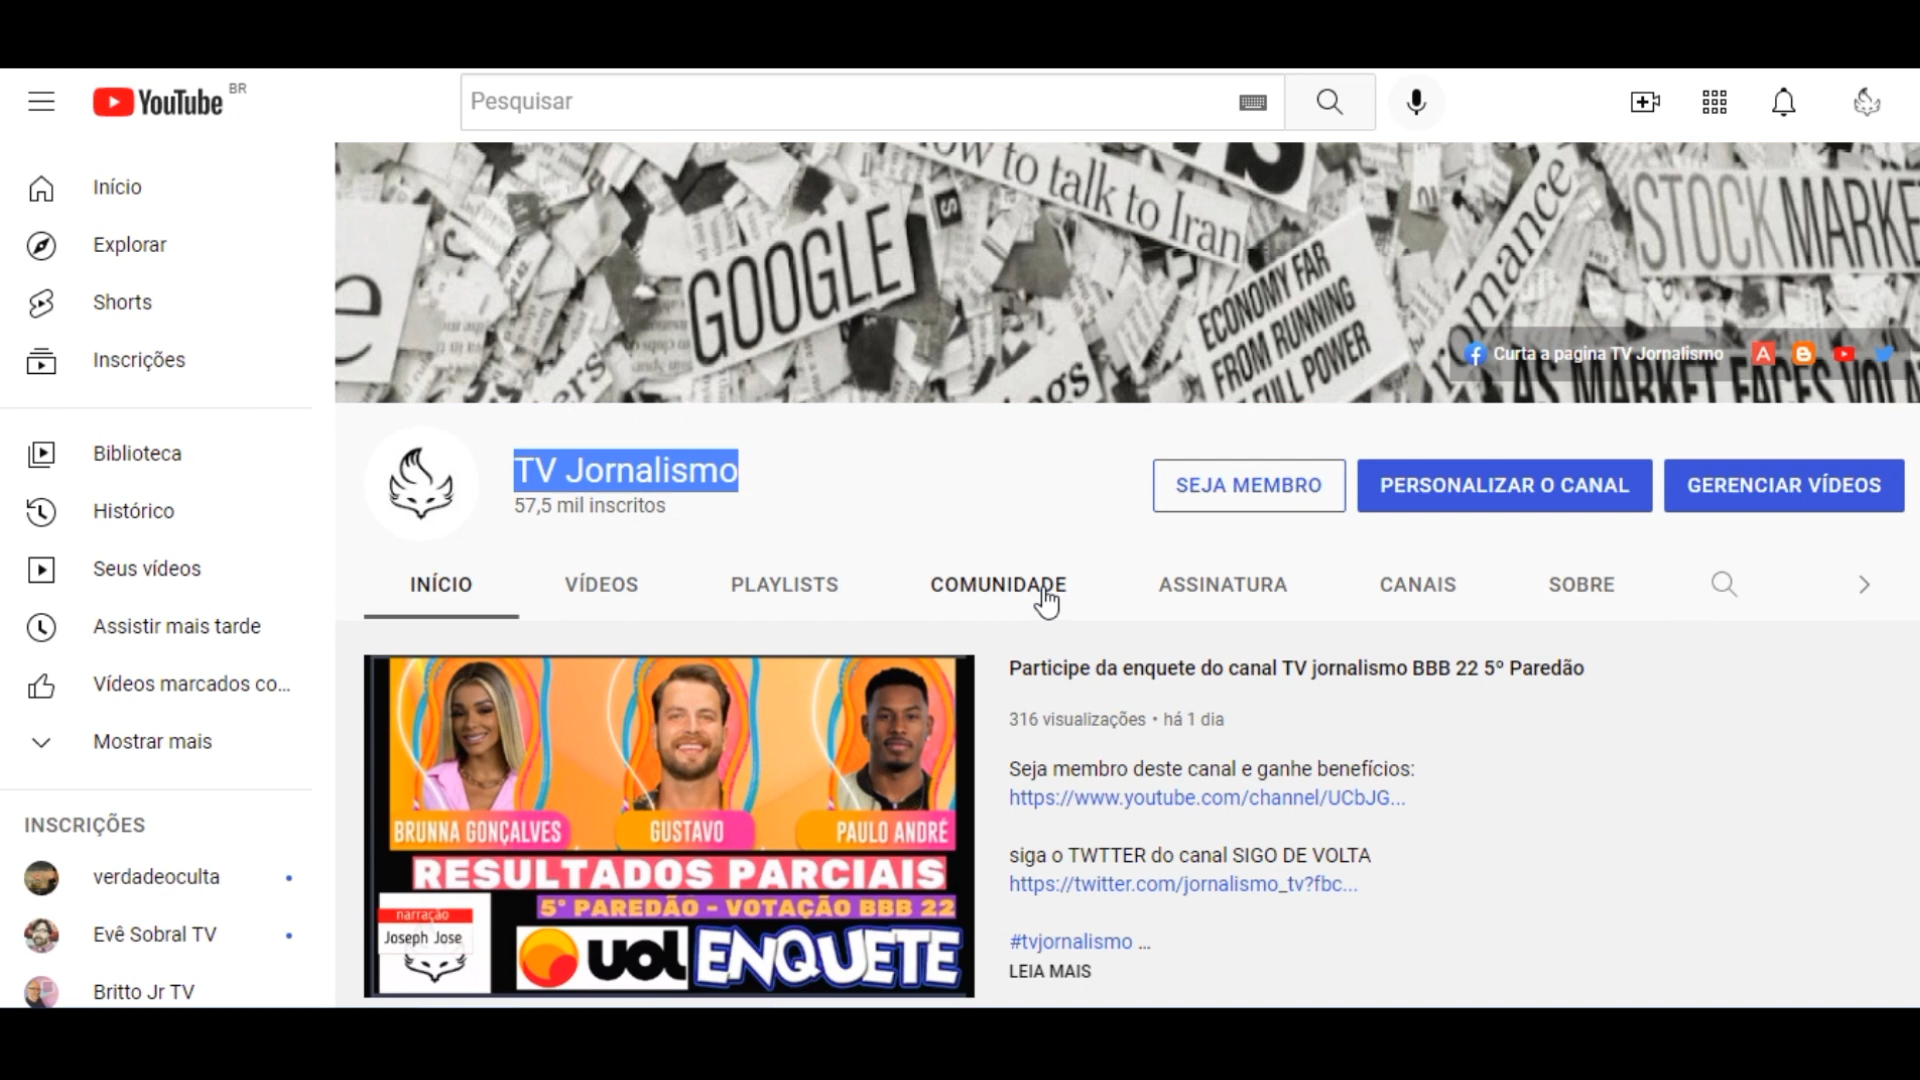 YouTube BR
Pesquisar
Início
Explorar
Shorts
Inscrições
Biblioteca
Histórico
Seus vídeos
Assistir mais tarde
Vídeos marcados co...
Mostrar mais
INSCRIÇÕES
verdadeoculta
Evê Sobral TV
Britto Jr TV
how to talk to Iran
GOOGLE
S
ECONOMY FAR
FROM RUNNING
FULL POWER
romance
STOCK MARKE
AS MARKET FACES VOLA
Curta a pagina TV Jornalismo
TV Jornalismo
57,5 mil inscritos
SEJA MEMBRO
PERSONALIZAR O CANAL
GERENCIAR VÍDEOS
INÍCIO
VÍDEOS
PLAYLISTS
COMUNIDADE
ASSINATURA
CANAIS
SOBRE
BRUNNA GONÇALVES
GUSTAVO
PAULO ANDRÉ
RESULTADOS PARCIAIS
5º PAREDÃO - VOTAÇÃO BBB 22
narração
Joseph Jose
UOL ENQUETE
Participe da enquete do canal TV jornalismo BBB 22 5º Paredão
316 visualizações • há 1 dia
Seja membro deste canal e ganhe benefícios:
https://www.youtube.com/channel/UCbJG...
siga o TWTTER do canal SIGO DE VOLTA
https://twitter.com/jornalismo_tv?fbc...
#tvjornalismo ...
LEIA MAIS